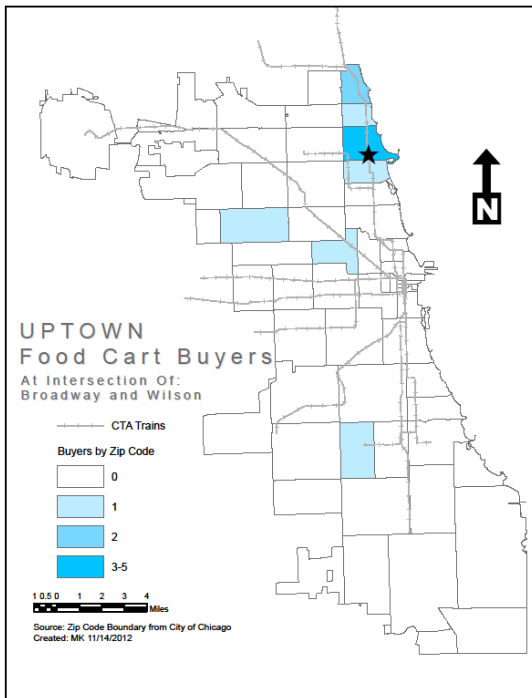 N
UPTOWN
Food Cart Buyers
At Intersection Of:
Broadway and Wilson
CTA Trains
Buyers by Zip Code
0
1
2
3-5
1 0.5 0 1 2 3 4
Miles
Source: Zip Code Boundary from City of Chicago
Created: MK 11/14/2012